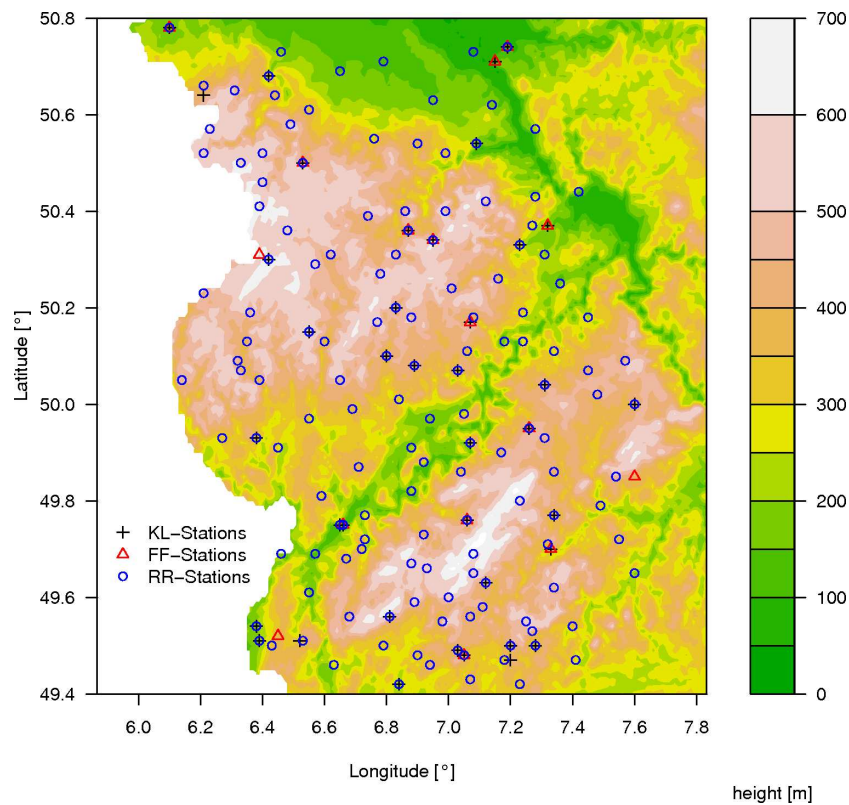 50.8
50.6
50.4
50.2
50.0
49.8
49.6
49.4
Latitude [°]
KL−Stations
FF−Stations
RR−Stations
6.0 6.2 6.4 6.6 6.8 7.0 7.2 7.4 7.6 7.8
Longitude [°]
700
600
500
400
300
200
100
0
height [m]